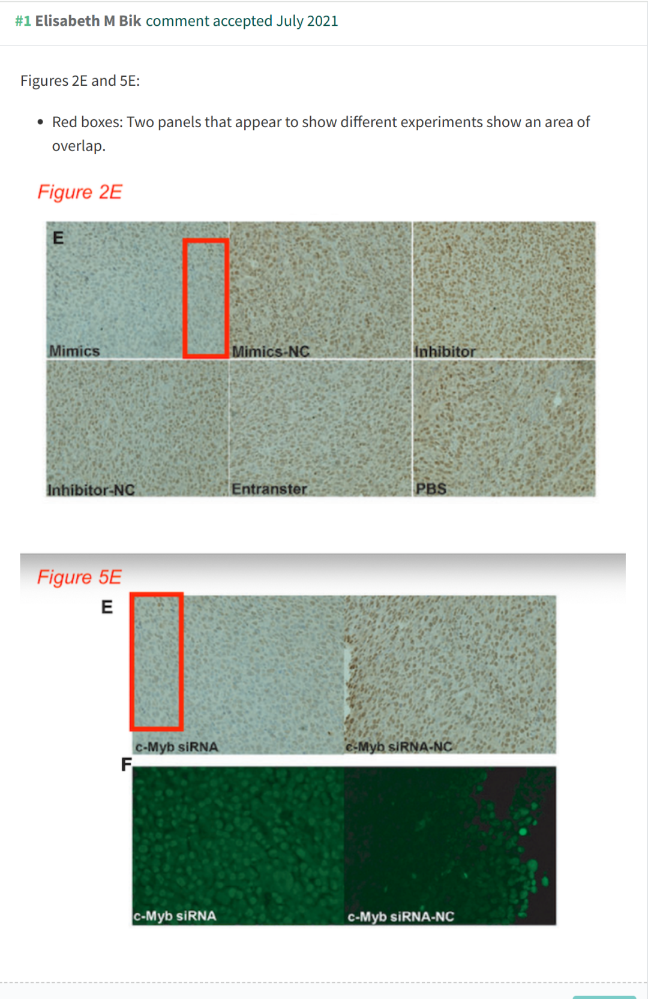 #1 Elisabeth M Bik comment accepted July 2021
Figures 2E and 5E:
• Red boxes: Two panels that appear to show different experiments show an area of
overlap.
Figure 2E
E
Mimics
Mimics-NC
Inhibitor
Inhibitor-NC
Entranster
PBS
Figure 5E
E
c-Myb siRNA
c-Myb siRNA-NC
F
c-Myb siRNA
c-Myb siRNA-NC